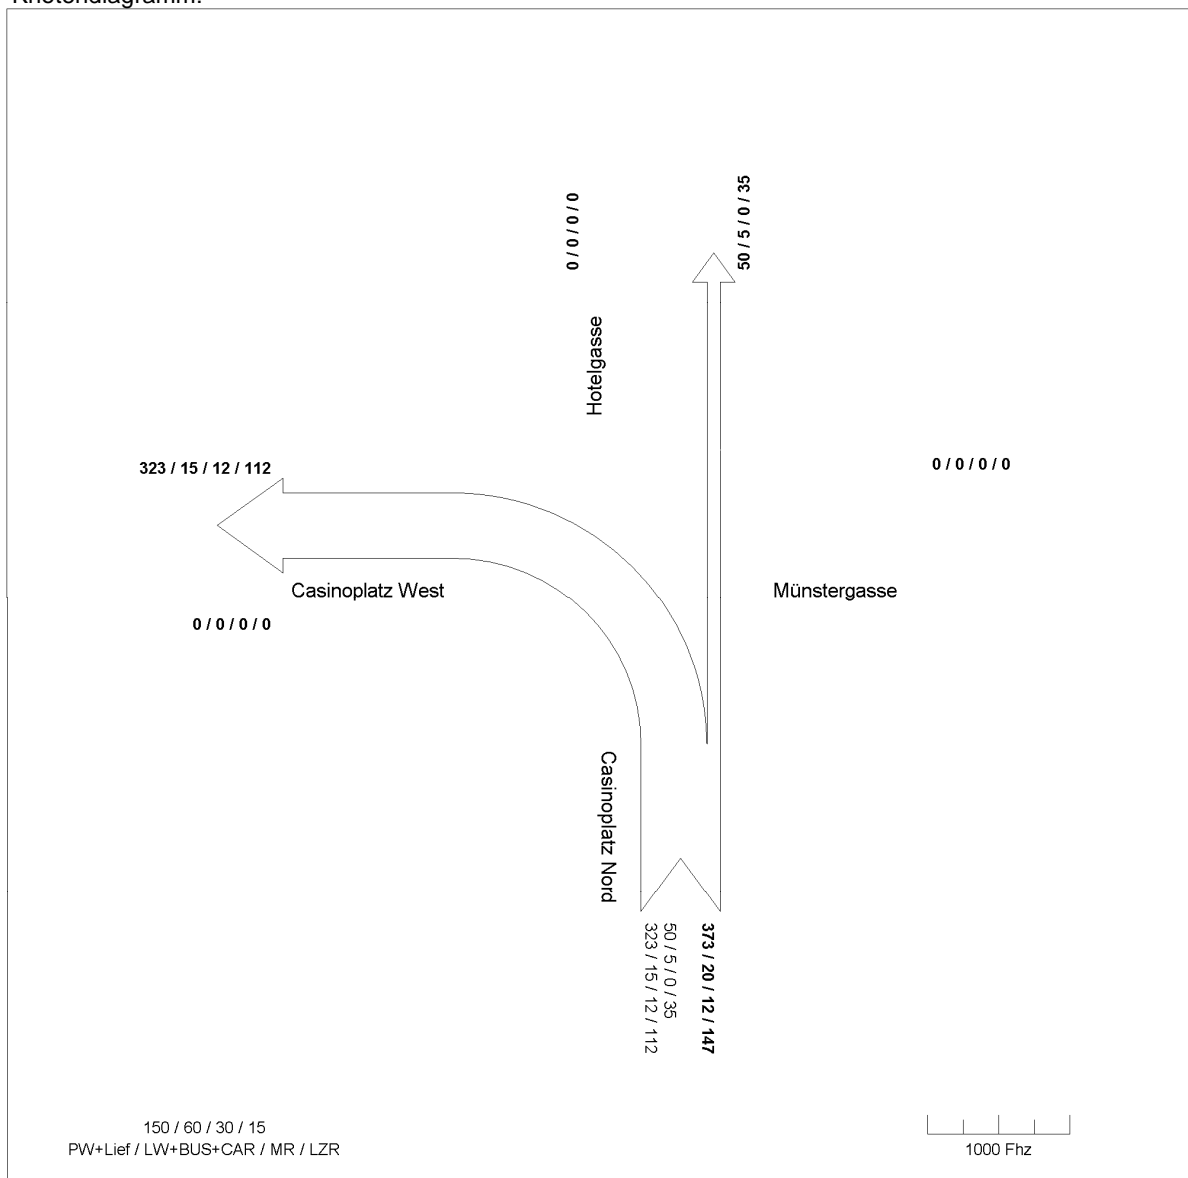 Knotendiagramm:
0 / 0 / 0 / 0
50 / 5 / 0 / 35
Hotelgasse
323 / 15 / 12 / 112
0 / 0 / 0 / 0
Casinoplatz West
Münstergasse
0 / 0 / 0 / 0
Casinoplatz Nord
373 / 20 / 12 / 147
50 / 5 / 0 / 35
323 / 15 / 12 / 112
150 / 60 / 30 / 15
PW+Lief / LW+BUS+CAR / MR / LZR
1000 Fhz